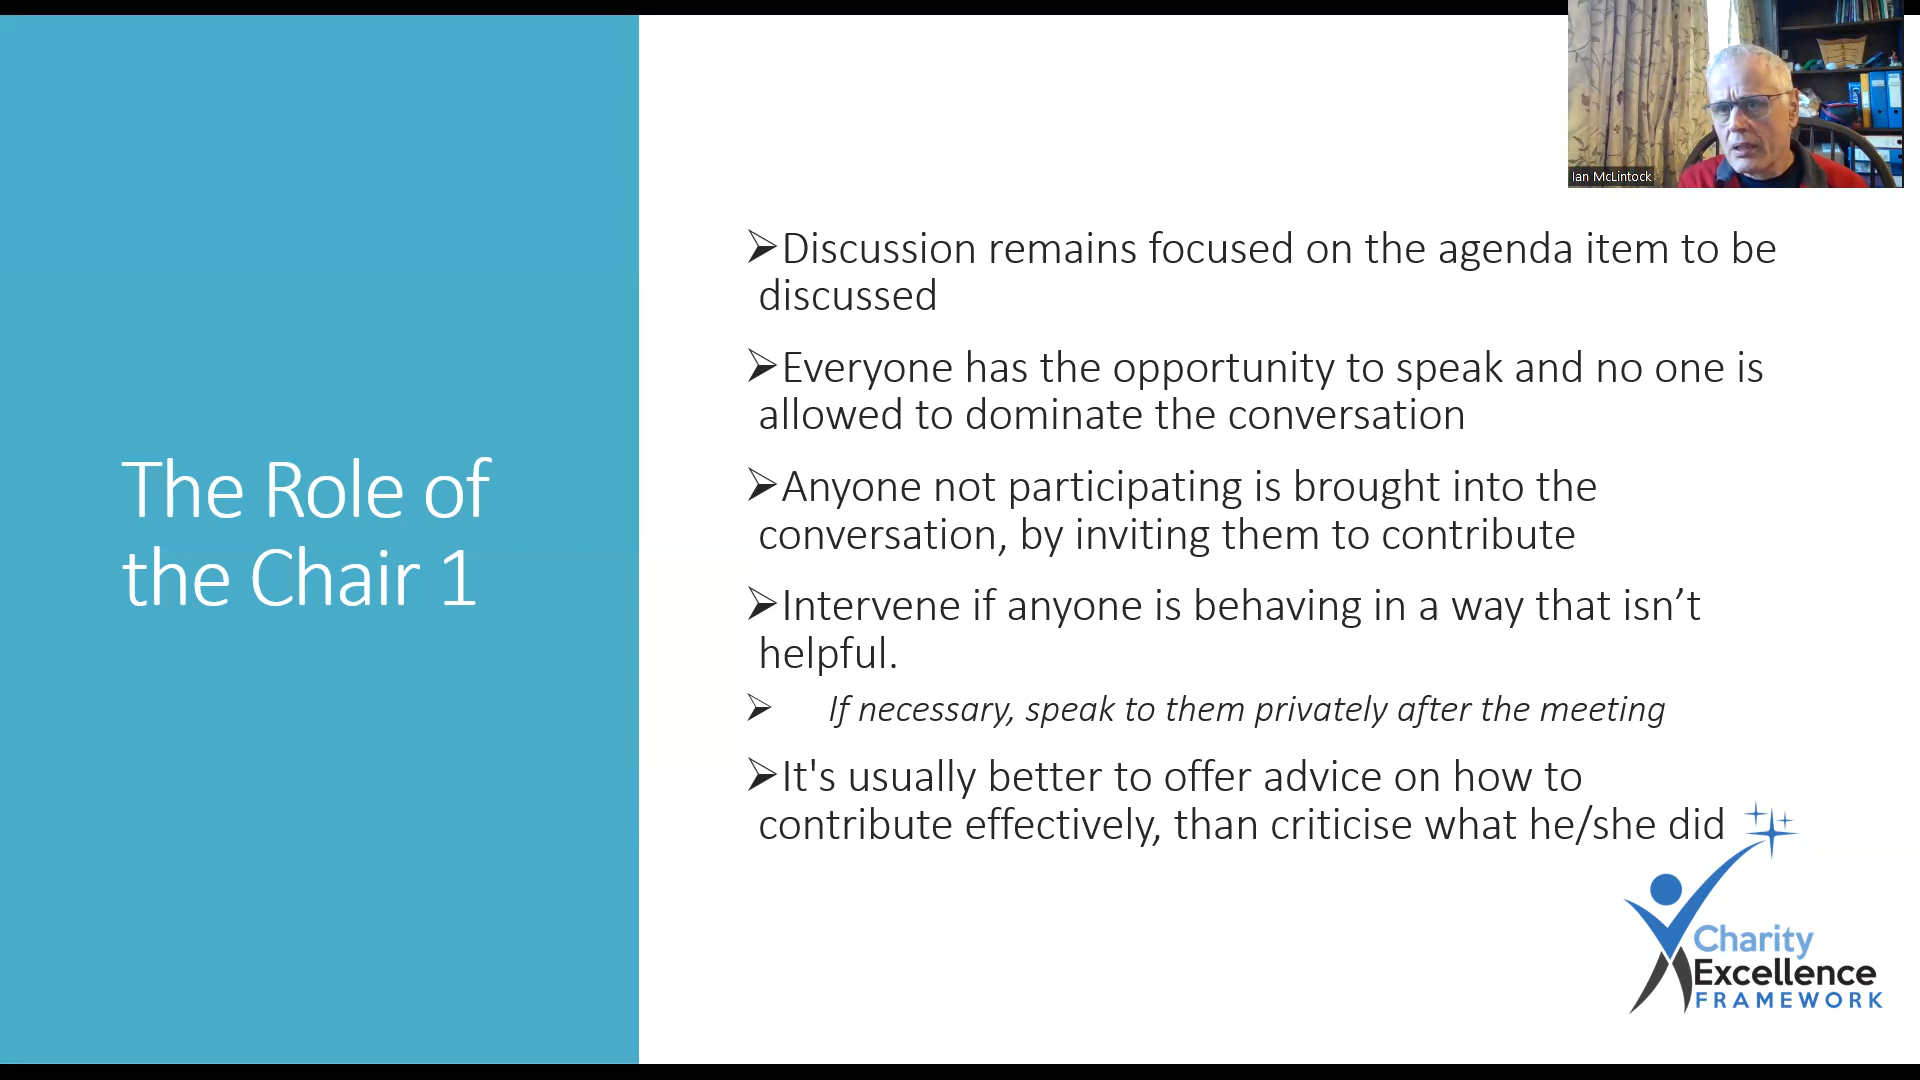 Ian McLintock
The Role of
the Chair 1
➢Discussion remains focused on the agenda item to be
discussed
➢Everyone has the opportunity to speak and no one is
allowed to dominate the conversation
➢Anyone not participating is brought into the
conversation, by inviting them to contribute
➢Intervene if anyone is behaving in a way that isn’t
helpful.
➢ If necessary, speak to them privately after the meeting
➢It's usually better to offer advice on how to
contribute effectively, than criticise what he/she did
Charity
Excellence
FRAMEWORK